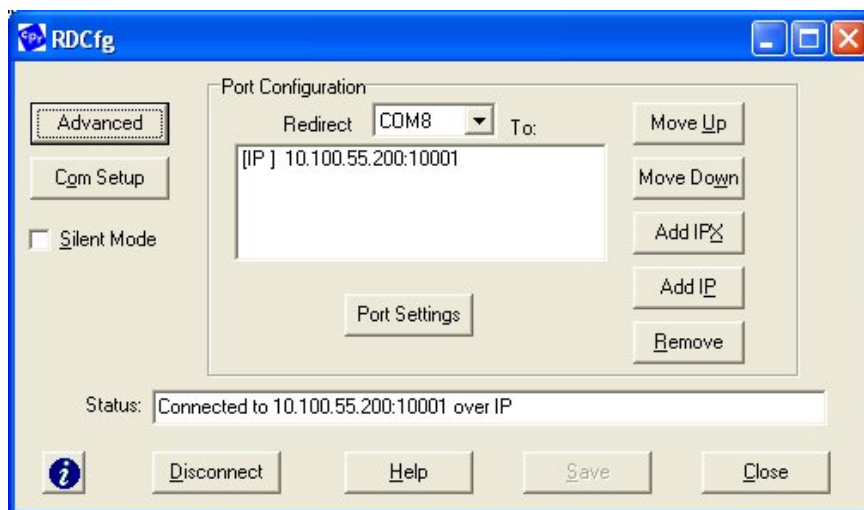 CPr RDCfg
Port Configuration
Advanced
Redirect COM8 To:
Move Up
[IP ] 10.100.55.200:10001
Com Setup
Move Down
Silent Mode
Add IPX
Add IP
Port Settings
Remove
Status: Connected to 10.100.55.200:10001 over IP
i Disconnect Help Save Close